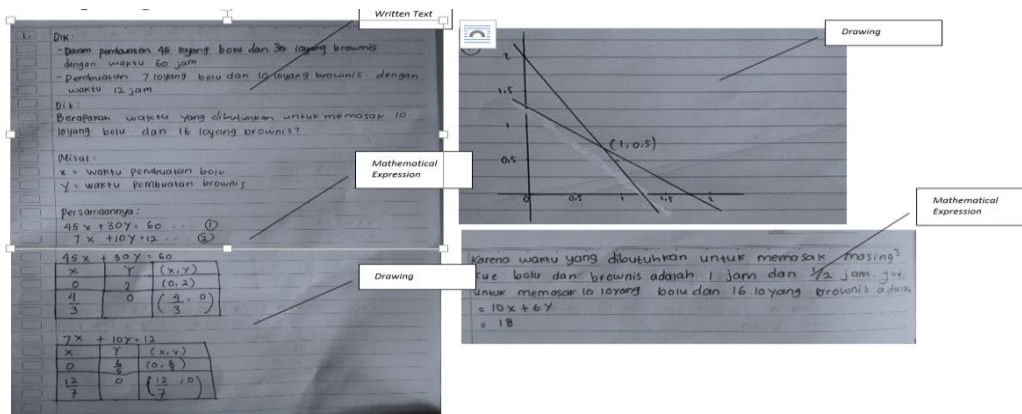 Written Text
1. Dik :
- Dalam pembuatan 45 loyang bolu dan 30 loyang brownis
dengan waktu 60 jam
- Pembuatan 7 loyang bolu dan 10 loyang brownis dengan
waktu 12 jam
Dit :
Berapakah waktu yang dibutuhkan untuk memasak 10
loyang bolu dan 16 loyang brownis?
Misal :
x = waktu pembuatan bolu
y = waktu pembuatan brownis
Mathematical
Expression
Persamaannya :
45x + 30y = 60 ... ①
7x + 10y = 12 ... ②
45x + 30y = 60
x y (x,y)
0 2 (0,2)
4/3 0 (4/3, 0)
Drawing
7x + 10y = 12
x y (x,y)
0 6/5 (0, 6/5)
12/7 0 (12/7, 0)
Drawing
2
1,5
1
0,5
(1, 0.5)
0 0,5 1 1,5 2
Mathematical
Expression
Karena waktu yang dibutuhkan untuk memasak masing²
kue bolu dan brownis adalah 1 jam dan 1/2 jam. jadi
untuk memasak 10 loyang bolu dan 16 loyang brownis adalah
= 10x + 6y
= 18